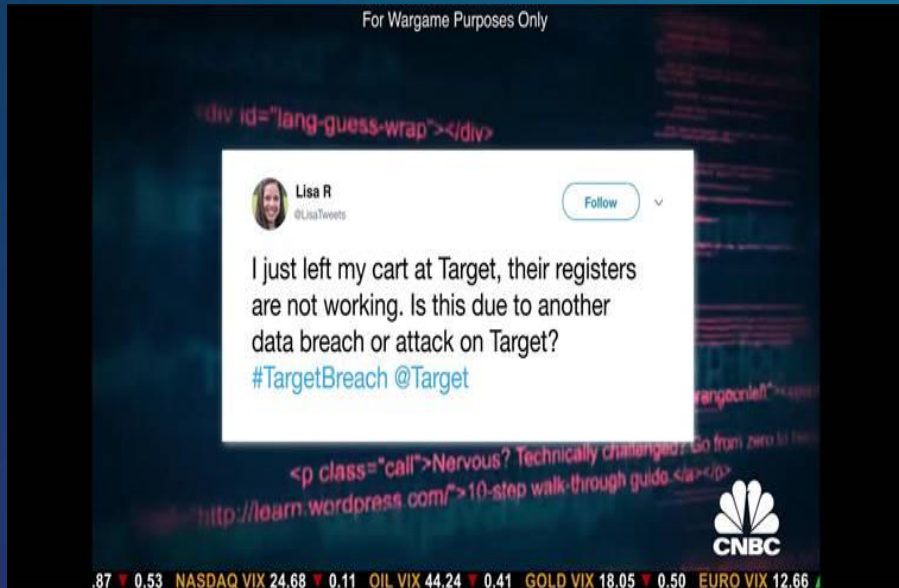 For Wargame Purposes Only
<div id="lang-guess-wrap"></div>
Lisa R
@LisaTweets
Follow
I just left my cart at Target, their registers
are not working. Is this due to another
data breach or attack on Target?
#TargetBreach @Target
<p class="call">Nervous? Technically challenged? Go from zero to
http://learn.wordpress.com/">10-step walk-through guide.</a></p>
CNBC
.87 ▼ 0.53 NASDAQ VIX 24.68 ▼ 0.11 OIL VIX 44.24 ▼ 0.41 GOLD VIX 18.05 ▼ 0.50 EURO VIX 12.66